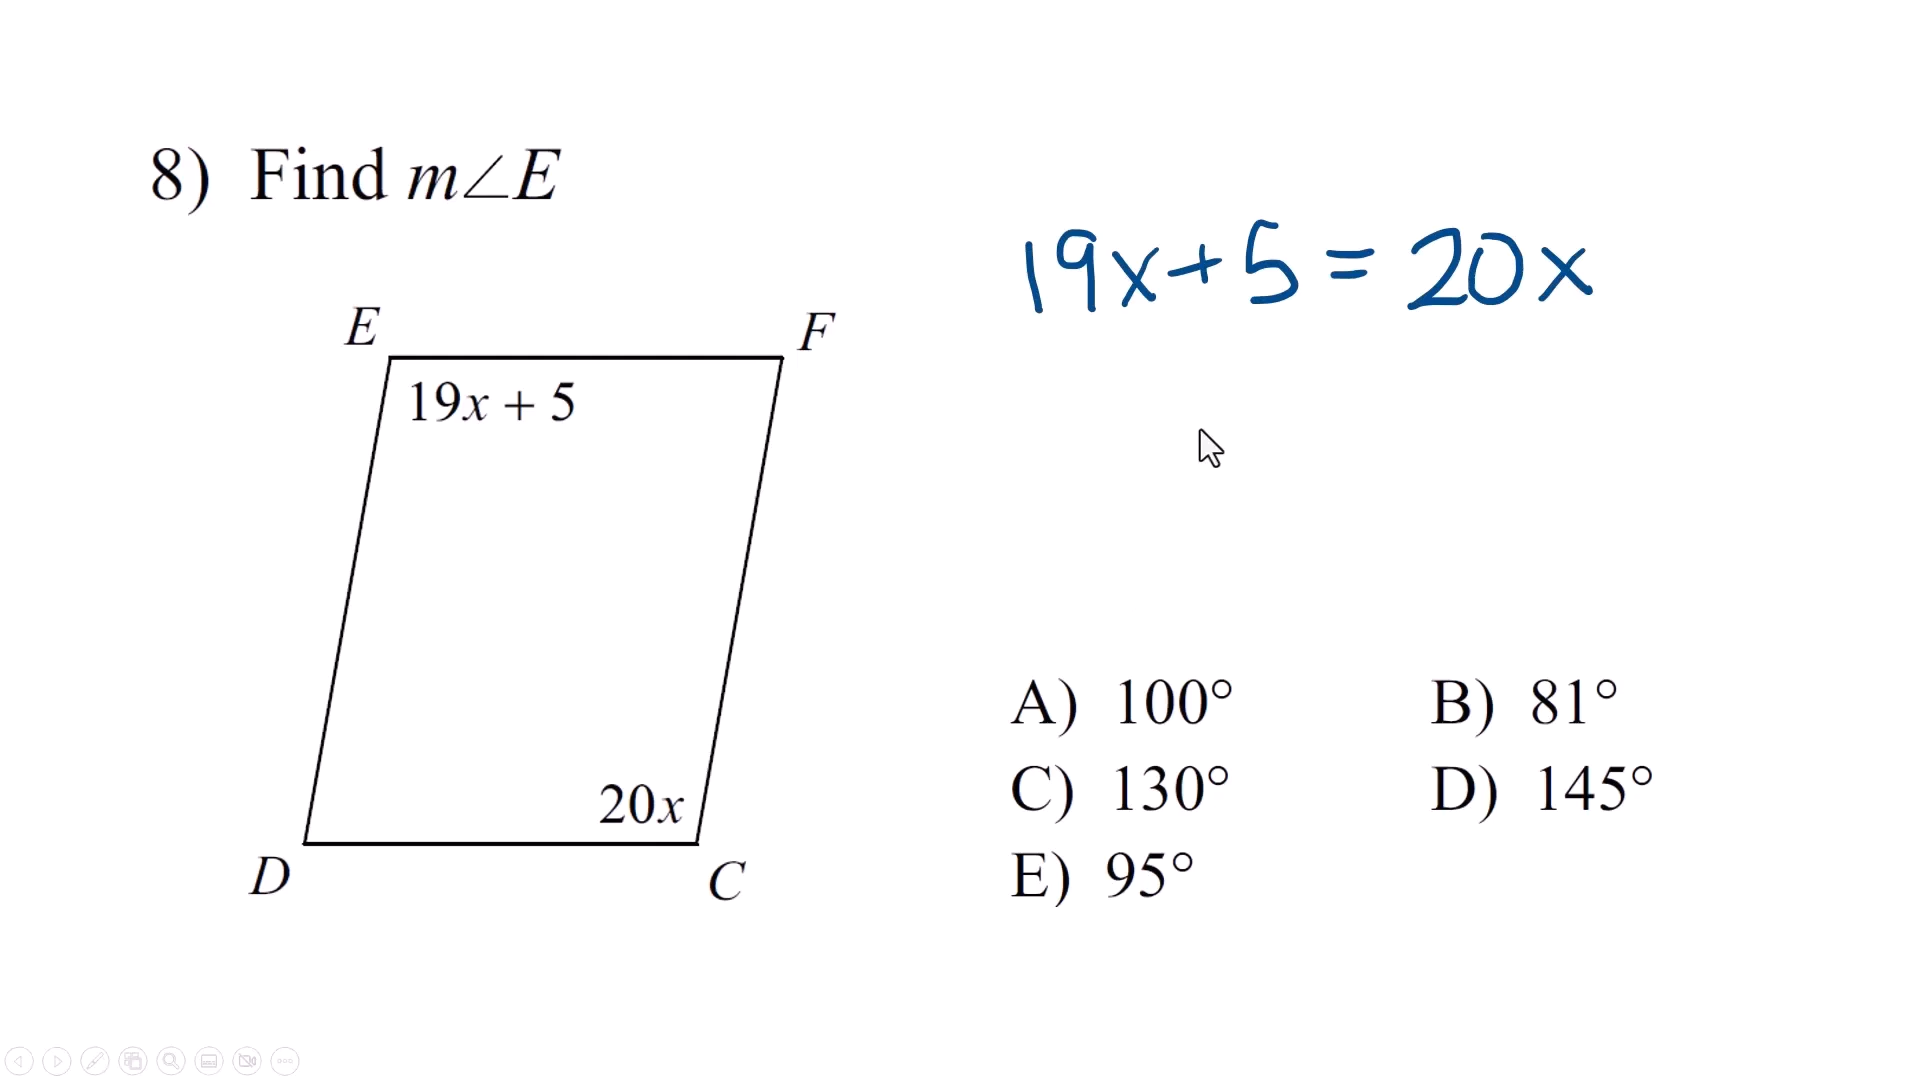 8) Find m∠E
19x+5=20x
E
F
19x + 5
20x
D
C
A) 100°
B) 81°
C) 130°
D) 145°
E) 95°